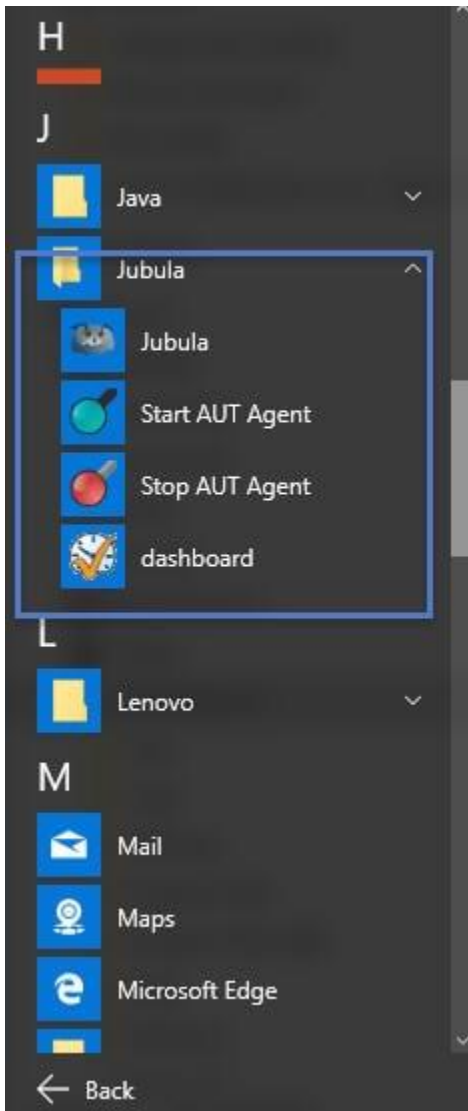 H
J
Java
Jubula
Jubula
Start AUT Agent
Stop AUT Agent
dashboard
L
Lenovo
M
Mail
Maps
Microsoft Edge
Back